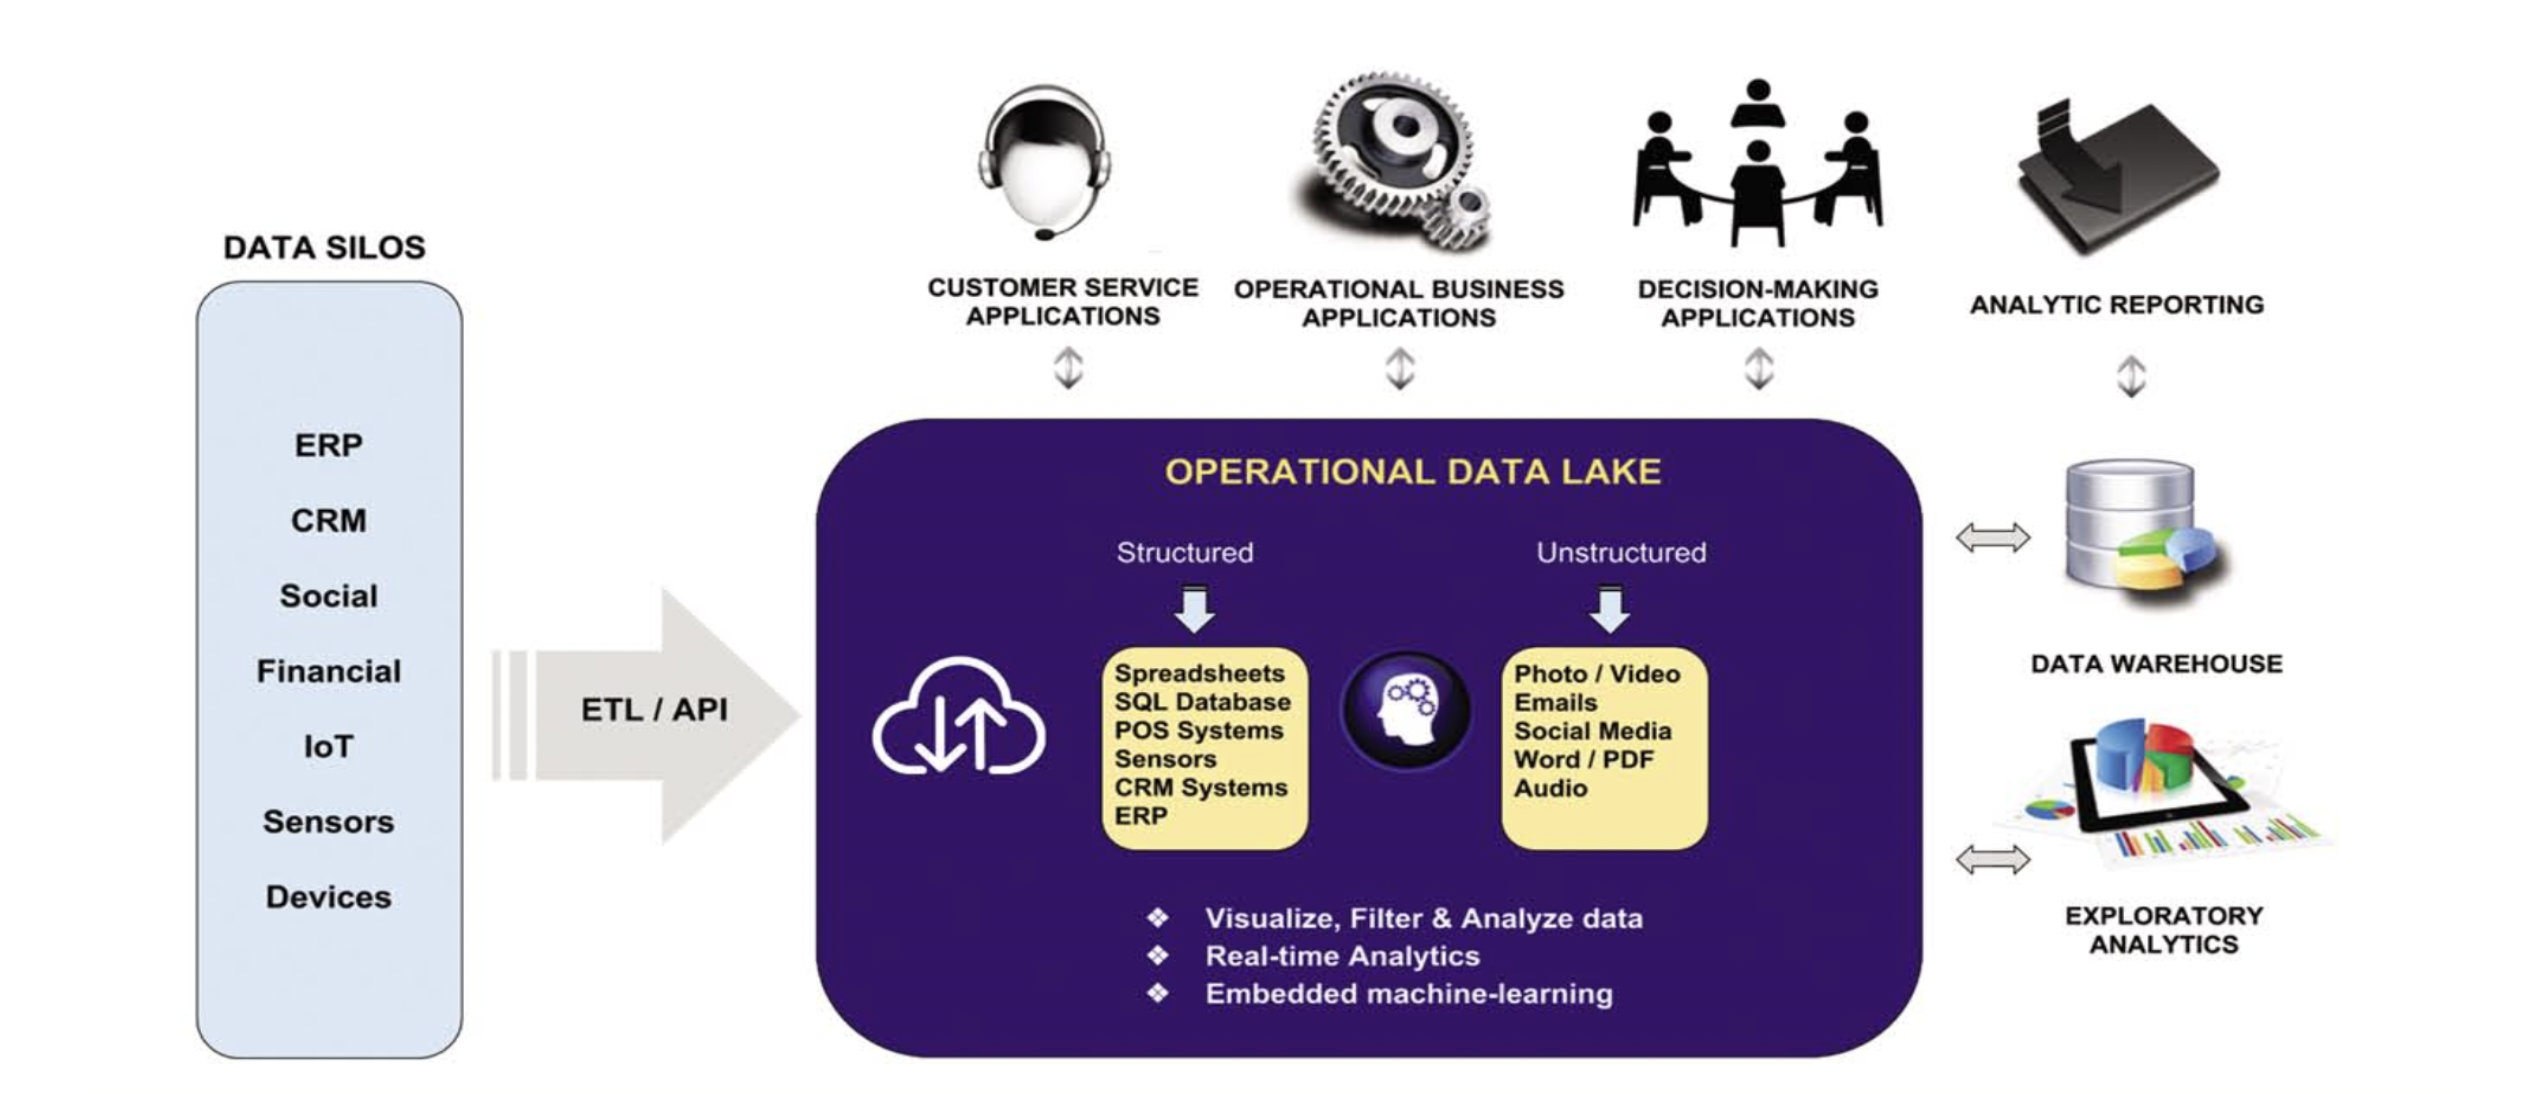 DATA SILOS
ERP
CRM
Social
Financial
IoT
Sensors
Devices
ETL / API
CUSTOMER SERVICE
APPLICATIONS
OPERATIONAL BUSINESS
APPLICATIONS
DECISION-MAKING
APPLICATIONS
ANALYTIC REPORTING
OPERATIONAL DATA LAKE
Structured
Spreadsheets
SQL Database
POS Systems
Sensors
CRM Systems
ERP
Unstructured
Photo / Video
Emails
Social Media
Word / PDF
Audio
❖ Visualize, Filter & Analyze data
❖ Real-time Analytics
❖ Embedded machine-learning
DATA WAREHOUSE
EXPLORATORY
ANALYTICS